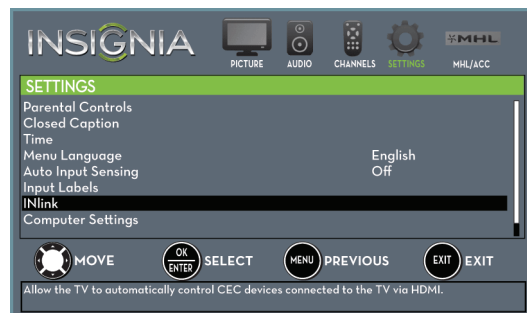 INSIGNIA
PICTURE AUDIO CHANNELS SETTINGS MHL MHL/ACC
SETTINGS
Parental Controls
Closed Caption
Time
Menu Language English
Auto Input Sensing Off
Input Labels
INlink
Computer Settings
MOVE OK ENTER SELECT MENU PREVIOUS EXIT EXIT
Allow the TV to automatically control CEC devices connected to the TV via HDMI.